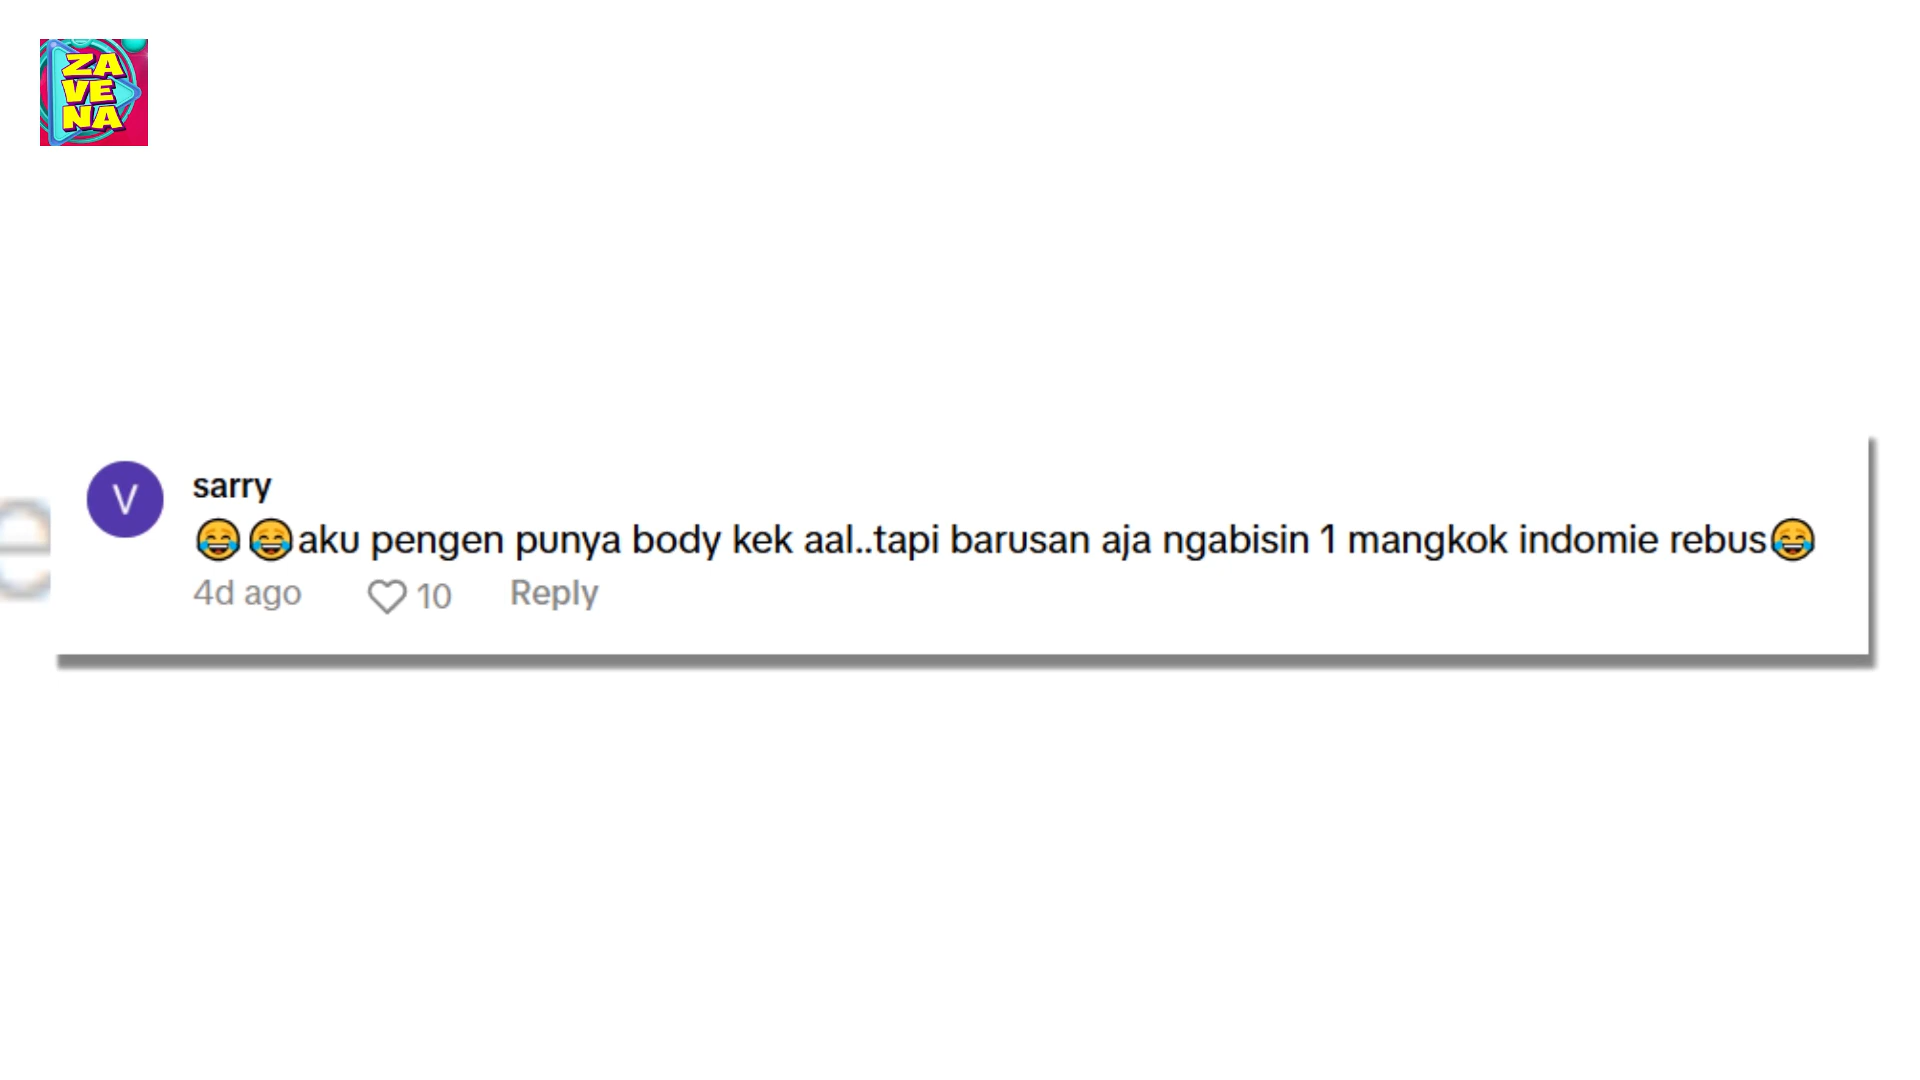 ZA
VE
NA
V
sarry
😂😂aku pengen punya body kek aal..tapi barusan aja ngabisin 1 mangkok indomie rebus😂
4d ago 10 Reply
e